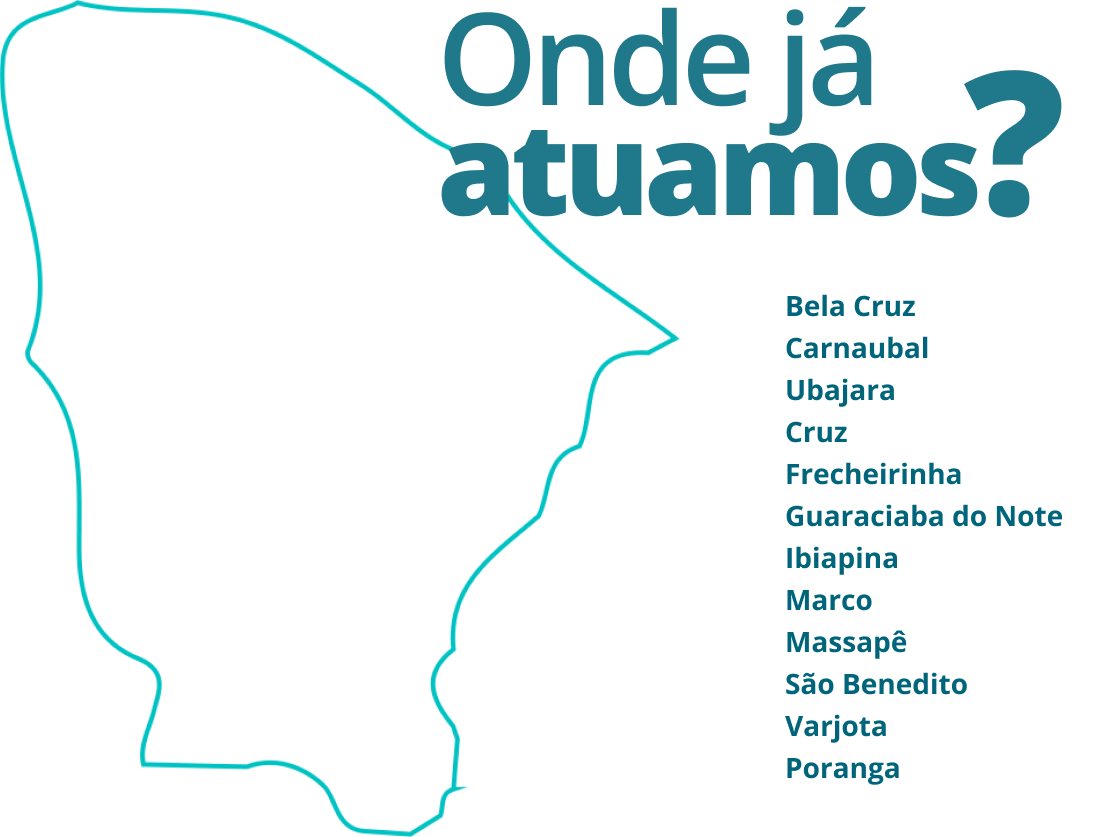 Onde já
atuamos?
Bela Cruz
Carnaubal
Ubajara
Cruz
Frecheirinha
Guaraciaba do Note
Ibiapina
Marco
Massapê
São Benedito
Varjota
Poranga